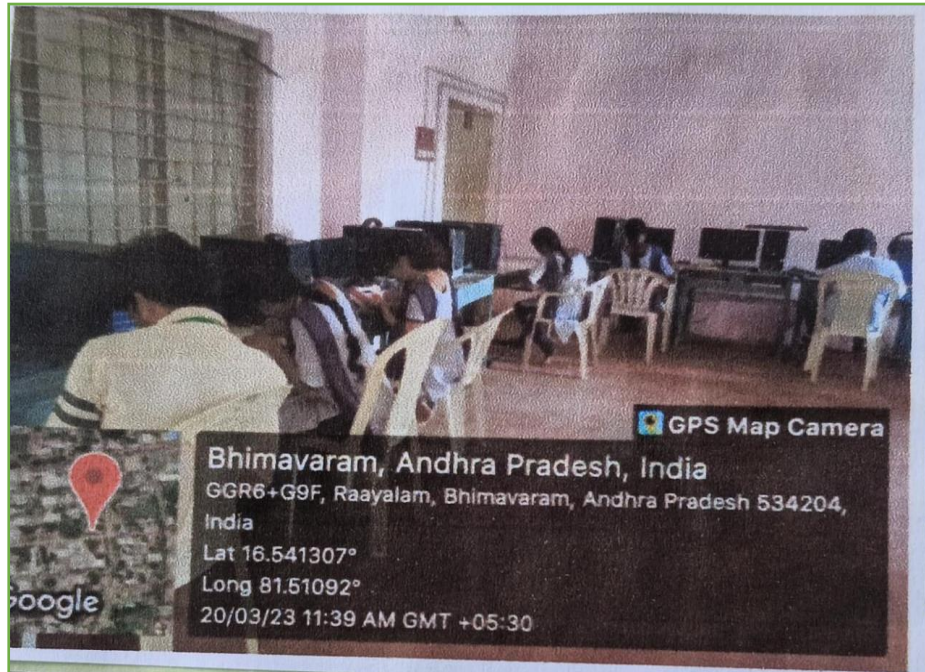 GPS Map Camera
Bhimavaram, Andhra Pradesh, India
GGR6+G9F, Raayalam, Bhimavaram, Andhra Pradesh 534204,
India
Lat 16.541307°
Long 81.51092°
20/03/23 11:39 AM GMT +05:30
Google